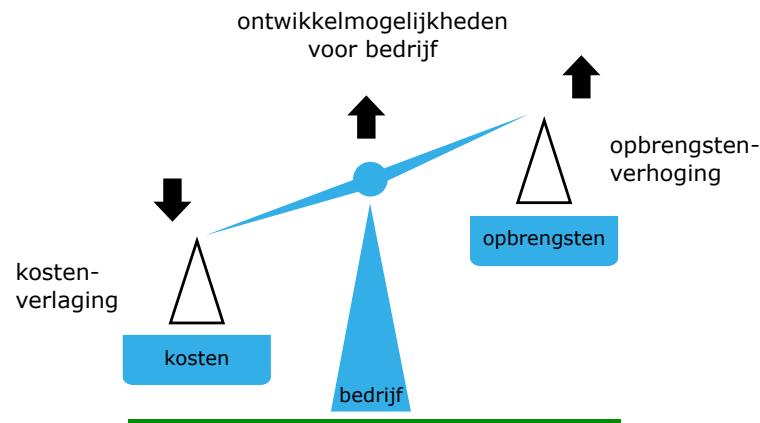 ontwikkelmogelijkheden
voor bedrijf
opbrengsten-
verhoging
opbrengsten
kosten-
verlaging
kosten
bedrijf